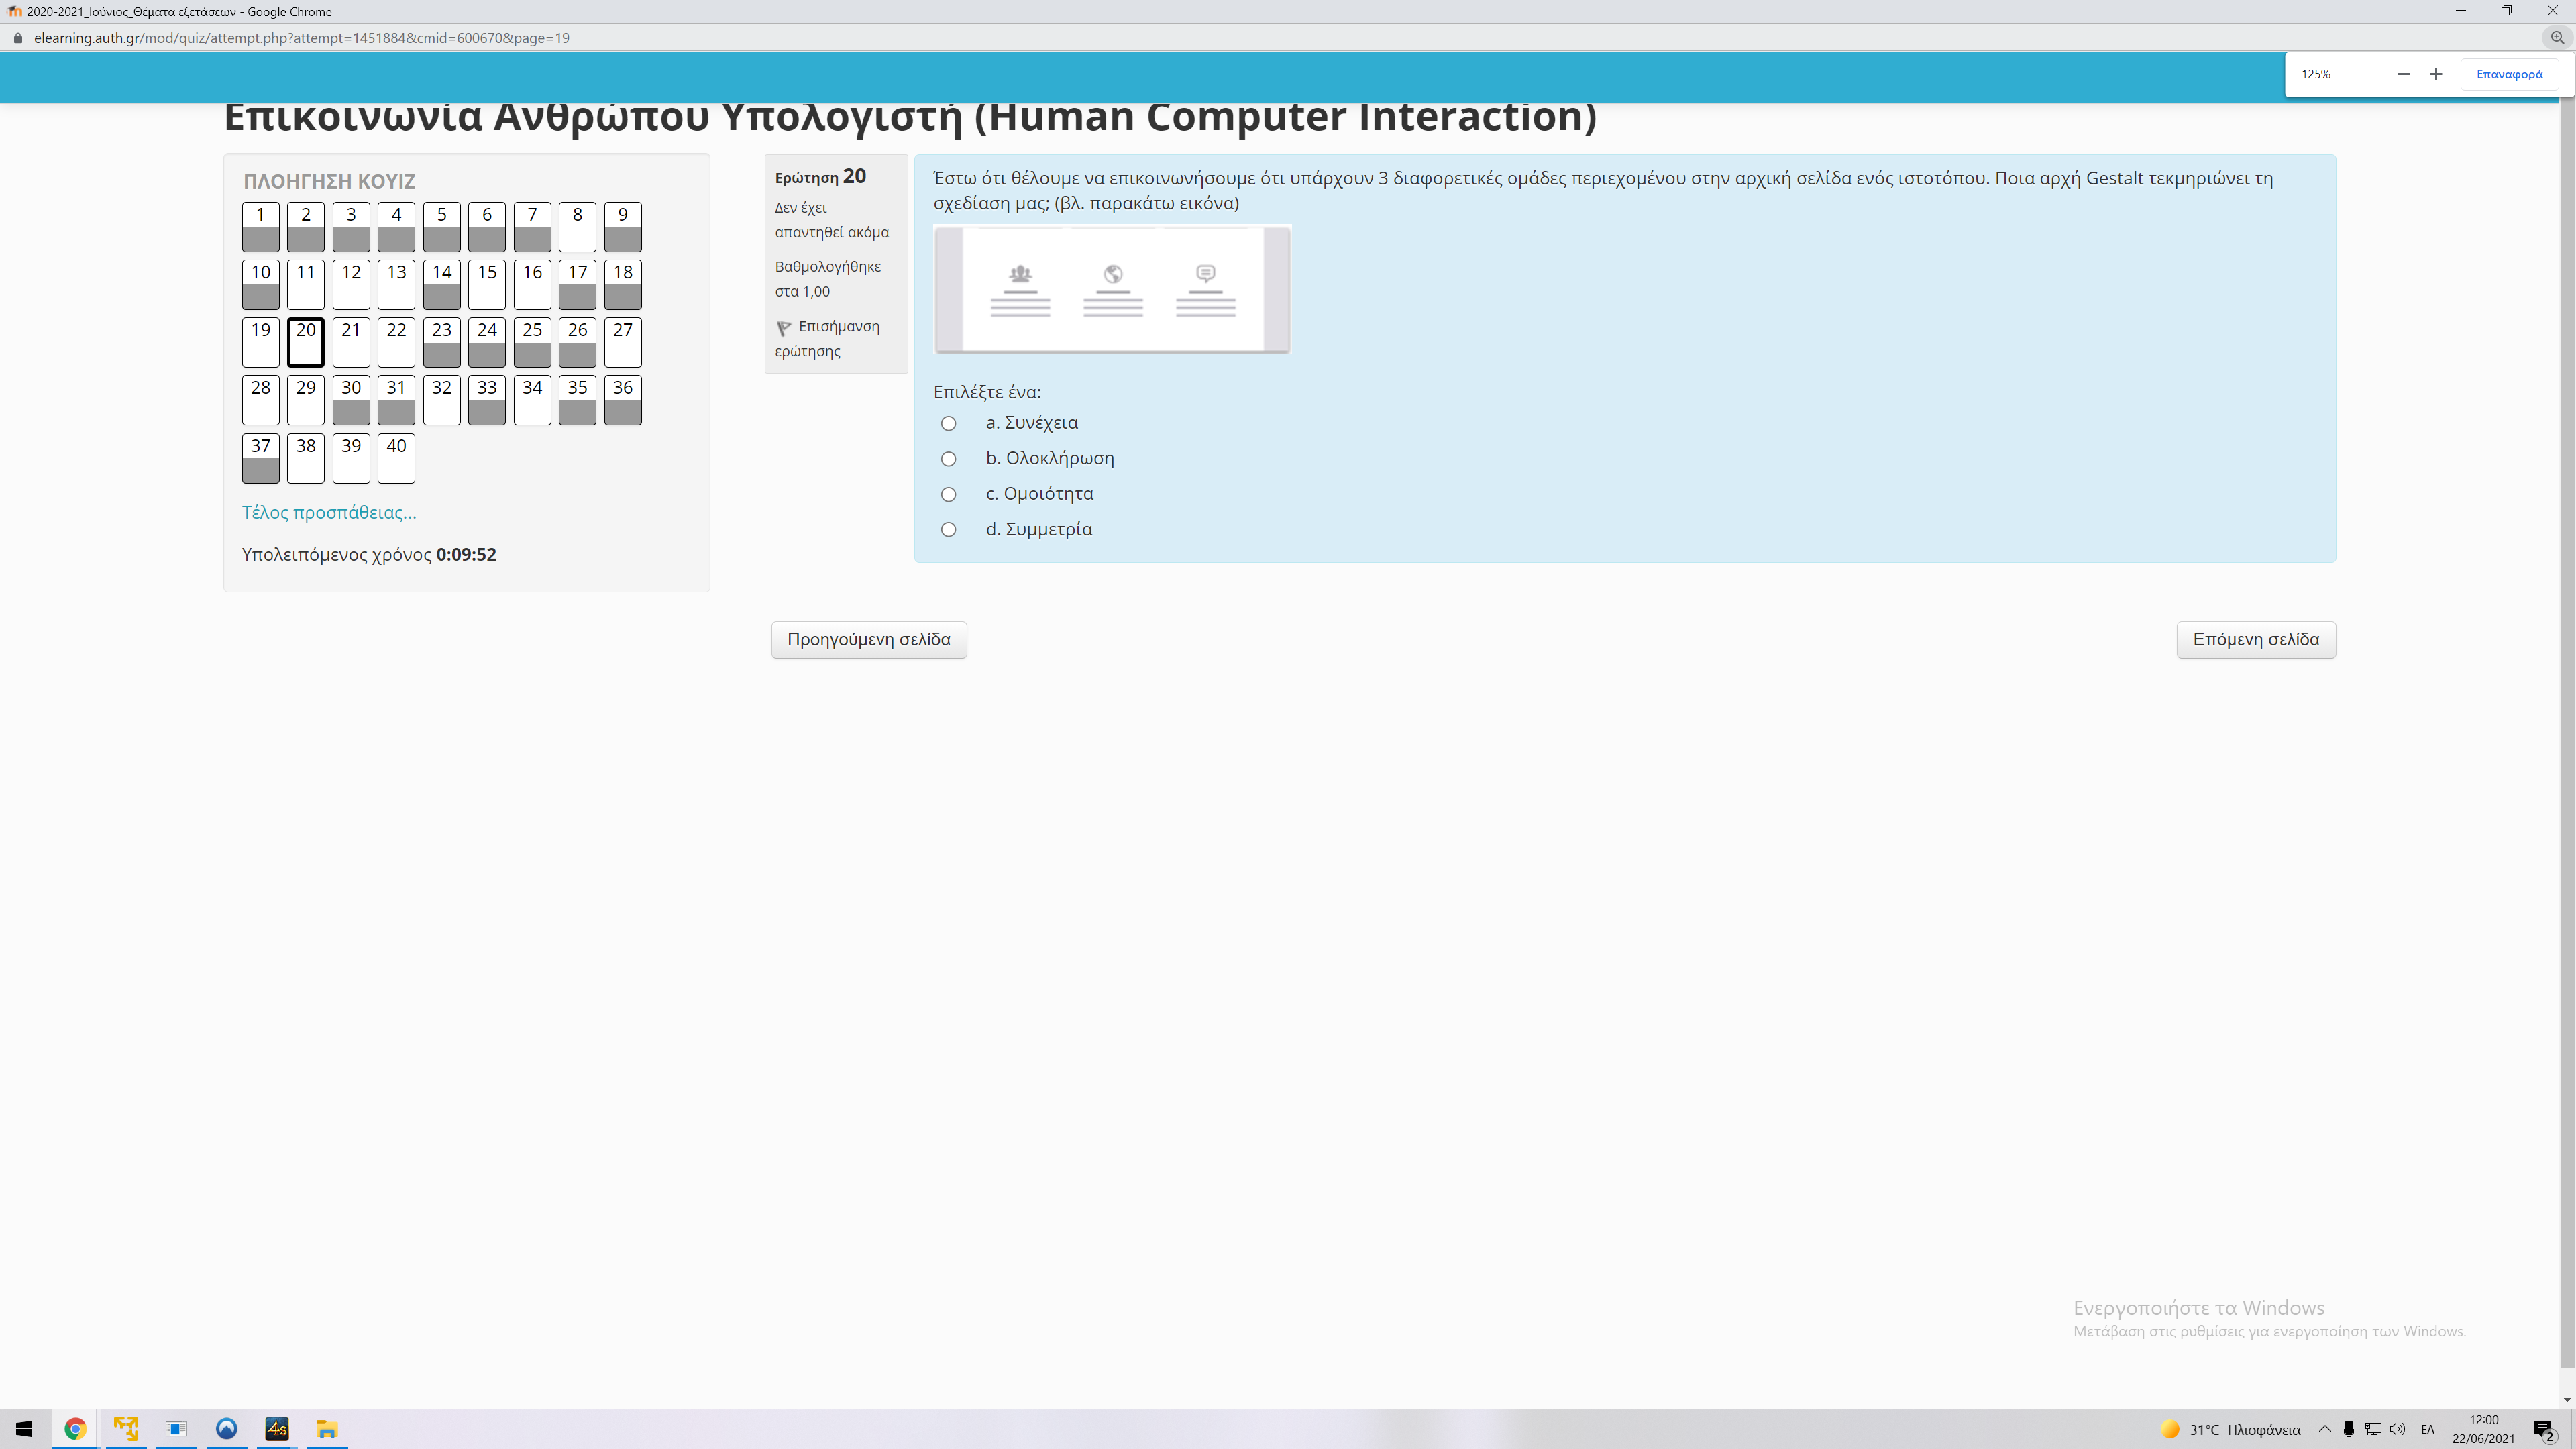 2020-2021_Ιούνιος_Θέματα εξετάσεων - Google Chrome
elearning.auth.gr/mod/quiz/attempt.php?attempt=1451884&cmid=600670&page=19
125%
Επαναφορά
Επικοινωνία Ανθρώπου Υπολογιστή (Human Computer Interaction)
ΠΛΟΗΓΗΣΗ ΚΟΥΙΖ
1 2 3 4 5 6 7 8 9
10 11 12 13 14 15 16 17 18
19 20 21 22 23 24 25 26 27
28 29 30 31 32 33 34 35 36
37 38 39 40
Τέλος προσπάθειας...
Υπολειπόμενος χρόνος 0:09:52
Ερώτηση 20
Δεν έχει
απαντηθεί ακόμα
Βαθμολογήθηκε
στα 1,00
Επισήμανση
ερώτησης
Έστω ότι θέλουμε να επικοινωνήσουμε ότι υπάρχουν 3 διαφορετικές ομάδες περιεχομένου στην αρχική σελίδα ενός ιστοτόπου. Ποια αρχή Gestalt τεκμηριώνει τη
σχεδίαση μας; (βλ. παρακάτω εικόνα)
Επιλέξτε ένα:
a. Συνέχεια
b. Ολοκλήρωση
c. Ομοιότητα
d. Συμμετρία
Προηγούμενη σελίδα
Επόμενη σελίδα
Ενεργοποιήστε τα Windows
Μετάβαση στις ρυθμίσεις για ενεργοποίηση των Windows.
4s
31°C Ηλιοφάνεια
ΕΛ
12:00
22/06/2021
2